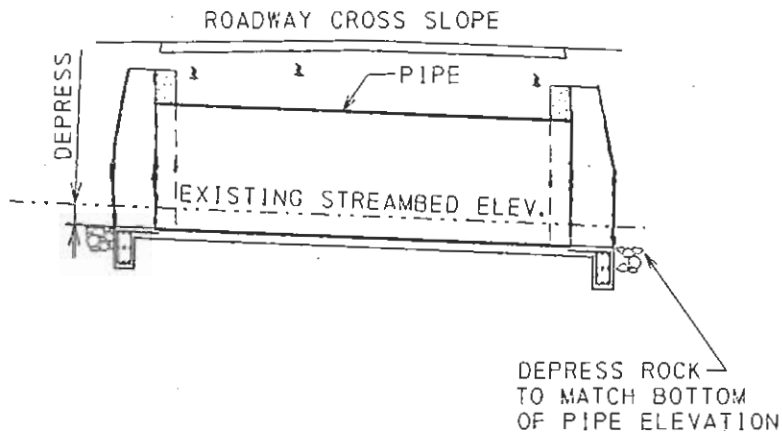 ROADWAY CROSS SLOPE
DEPRESS
PIPE
EXISTING STREAMBED ELEV.
DEPRESS ROCK
TO MATCH BOTTOM
OF PIPE ELEVATION